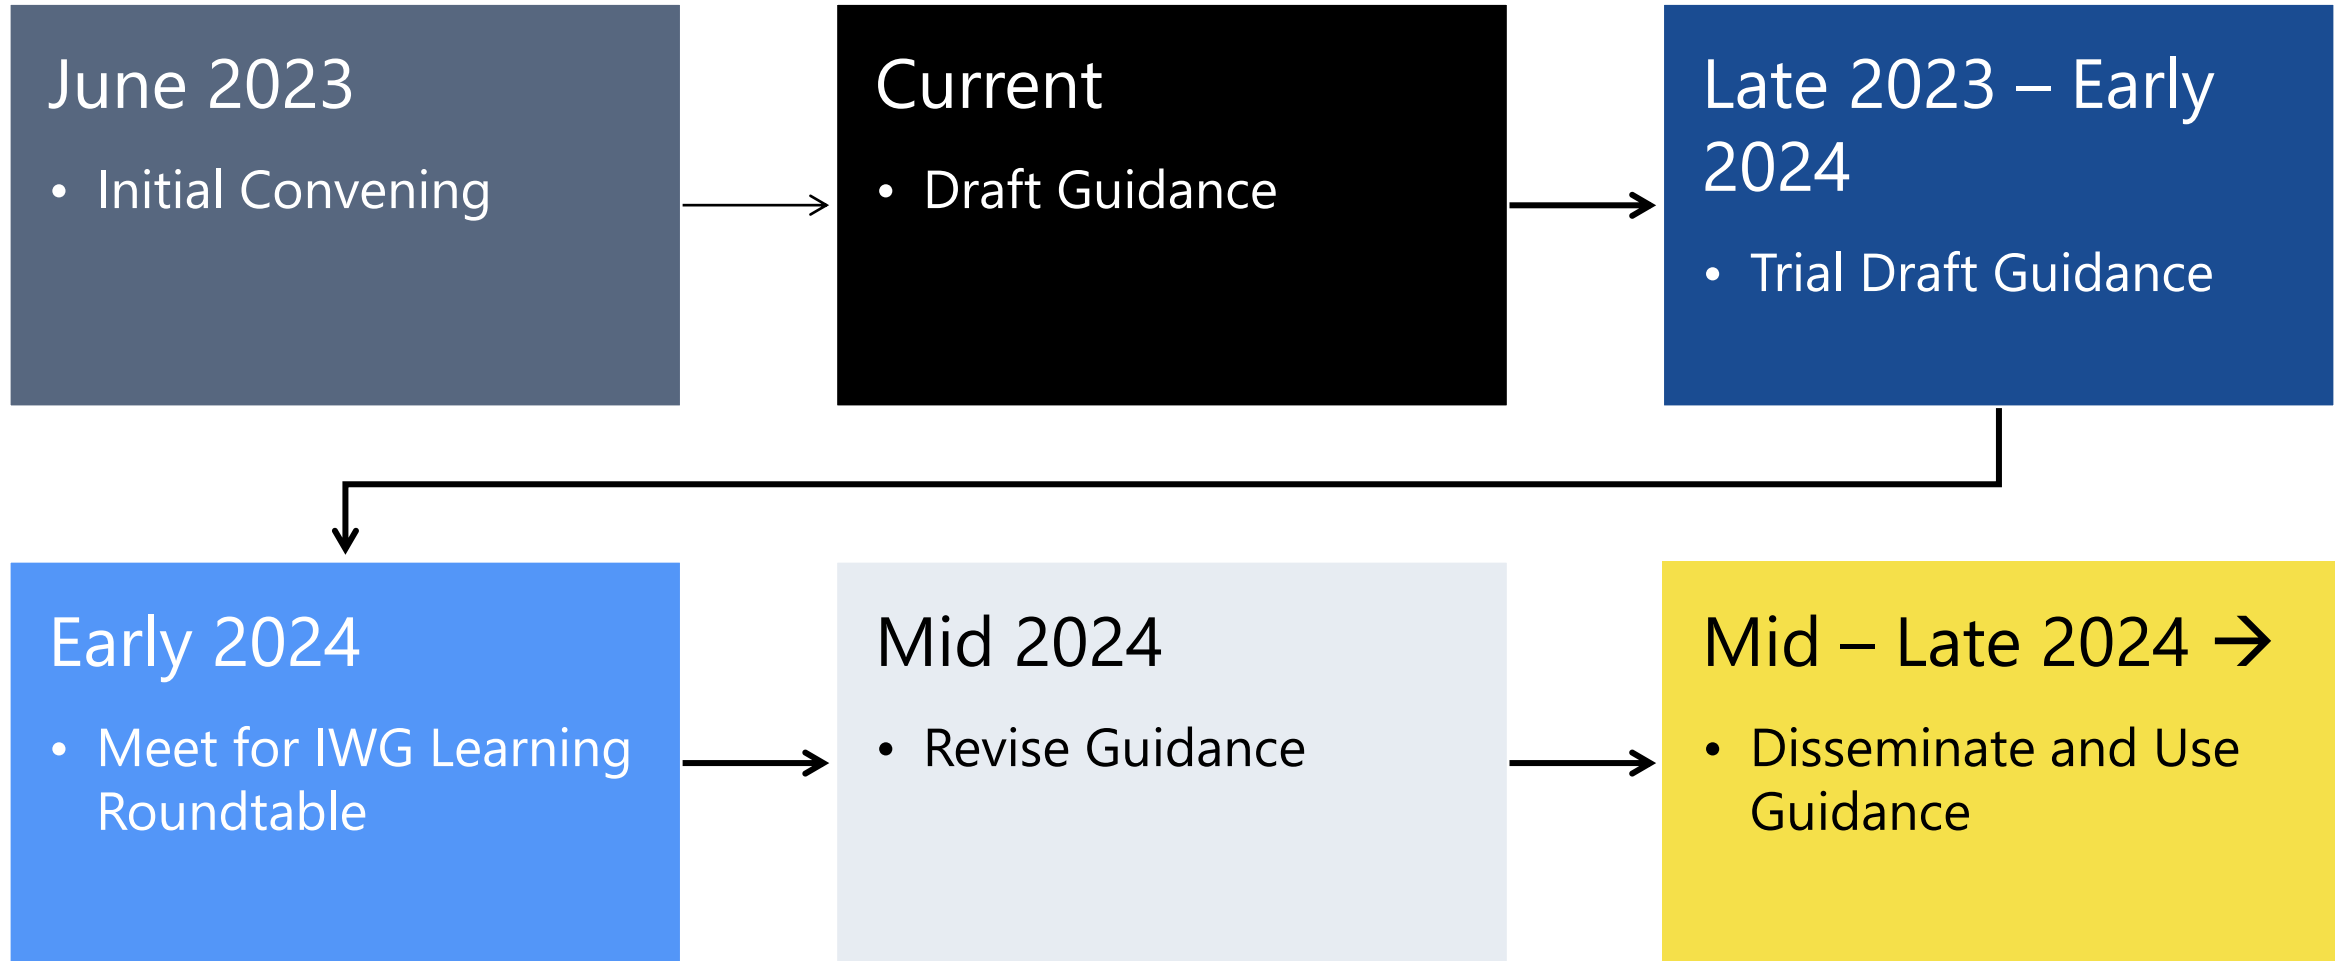 June 2023
• Initial Convening
Current
• Draft Guidance
Late 2023 – Early
2024
• Trial Draft Guidance
Early 2024
• Meet for IWG Learning
Roundtable
Mid 2024
• Revise Guidance
Mid – Late 2024 →
• Disseminate and Use
Guidance